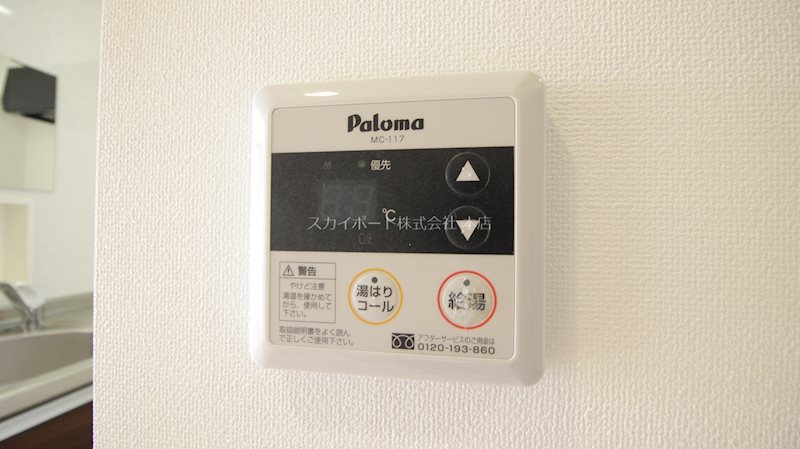 Paloma
MC-117
優先
℃
スカイポート株式会社 本店
警告
やけど注意
湯温を確かめて
から、使用して
下さい。
取扱説明書をよく読ん
で正しくご使用下さい。
湯はり
コール
給湯
アフターサービスのご用命は
0120-193-860